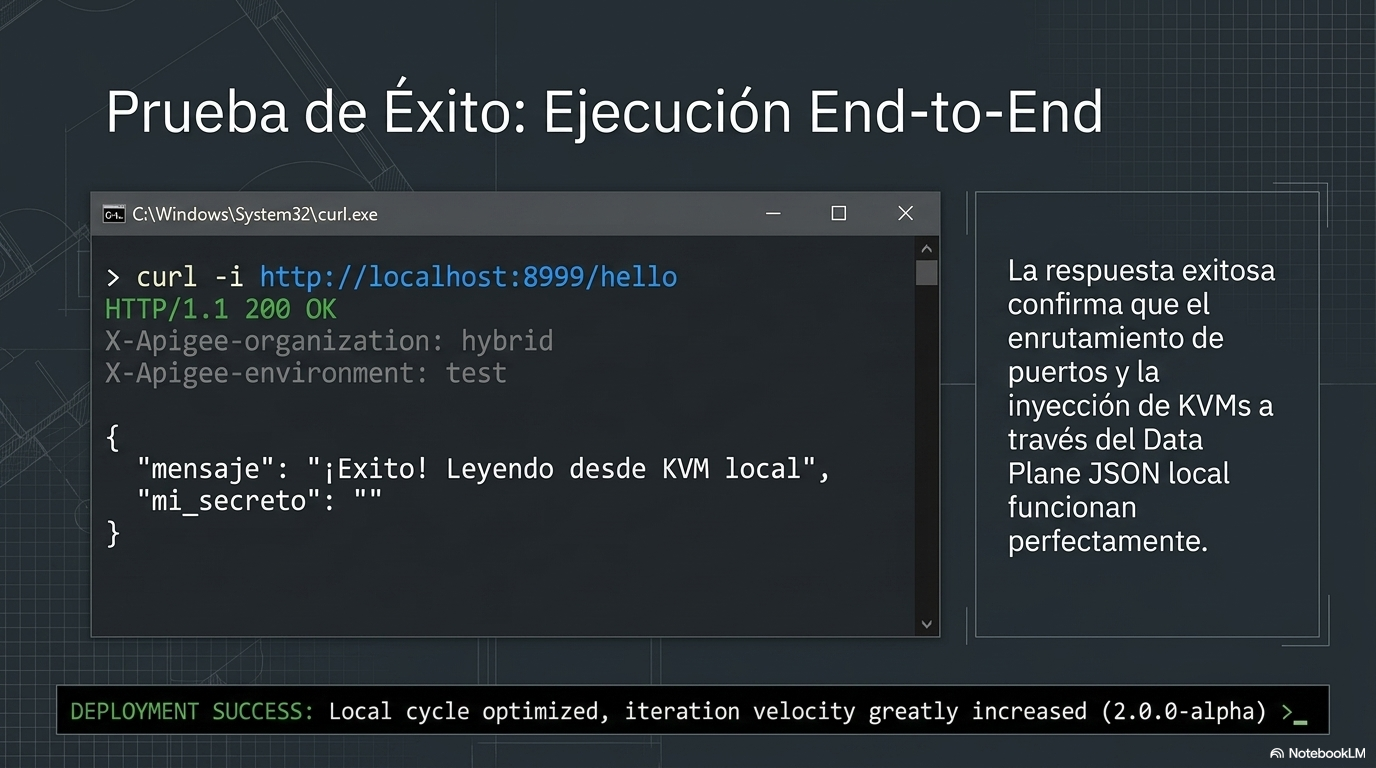 Prueba de Éxito: Ejecución End-to-End
C:\Windows\System32\curl.exe
> curl -i http://localhost:8999/hello
HTTP/1.1 200 OK
X-Apigee-organization: hybrid
X-Apigee-environment: test
{
"mensaje": "¡Exito! Leyendo desde KVM local",
"mi_secreto": ""
}
La respuesta exitosa
confirma que el
enrutamiento de
puertos y la
inyección de KVMs a
través del Data
Plane JSON local
funcionan
perfectamente.
DEPLOYMENT SUCCESS: Local cycle optimized, iteration velocity greatly increased (2.0.0-alpha) >_
NotebookLM